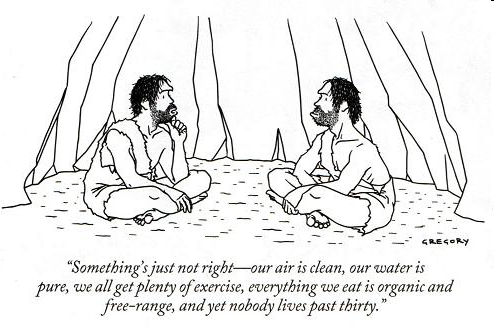 GREGORY
“Something’s just not right—our air is clean, our water is
pure, we all get plenty of exercise, everything we eat is organic and
free-range, and yet nobody lives past thirty.”